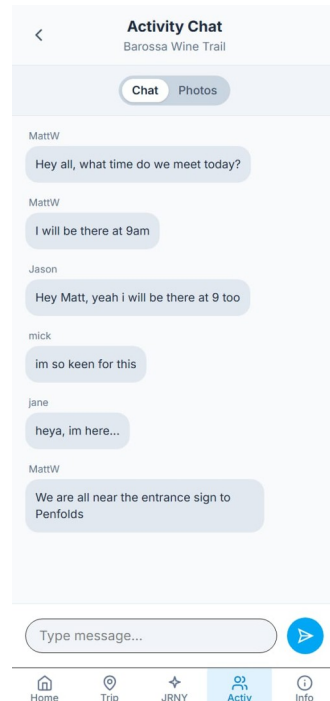 Activity Chat
Barossa Wine Trail
Chat Photos
MattW
Hey all, what time do we meet today?
MattW
I will be there at 9am
Jason
Hey Matt, yeah i will be there at 9 too
mick
im so keen for this
jane
heya, im here...
MattW
We are all near the entrance sign to
Penfolds
Type message...
Home Trip JRNY Activ Info